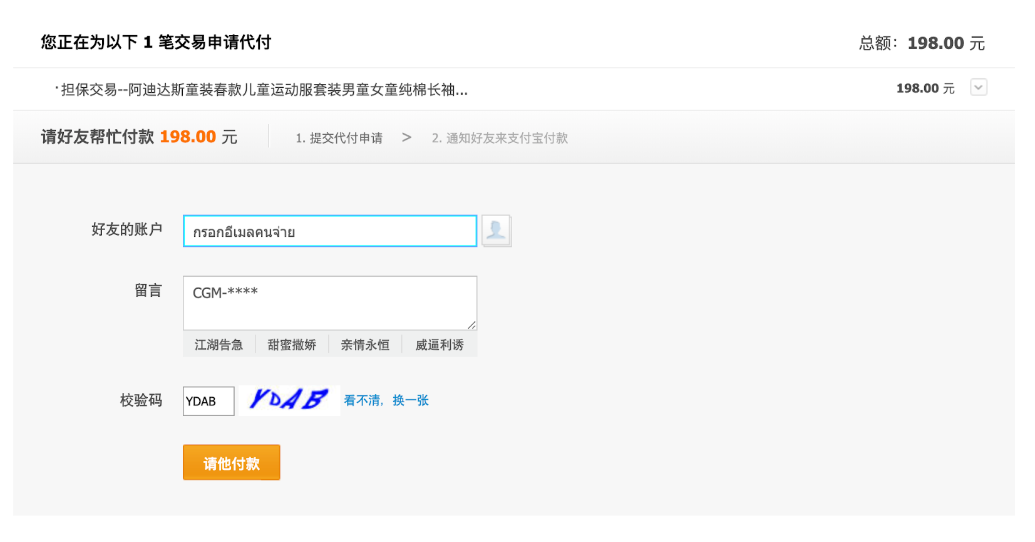 您正在为以下 1 笔交易申请代付
总额：198.00 元
·担保交易--阿迪达斯童装春款儿童运动服套装男童女童纯棉长袖...
198.00 元
请好友帮忙付款 198.00 元
1. 提交代付申请 > 2. 通知好友来支付宝付款
好友的账户 กรอกอีเมลคนจ่าย
留言 CGM-****
江湖告急 甜蜜撒娇 亲情永恒 威逼利诱
校验码 YDAB YDAB 看不清, 换一张
请他付款